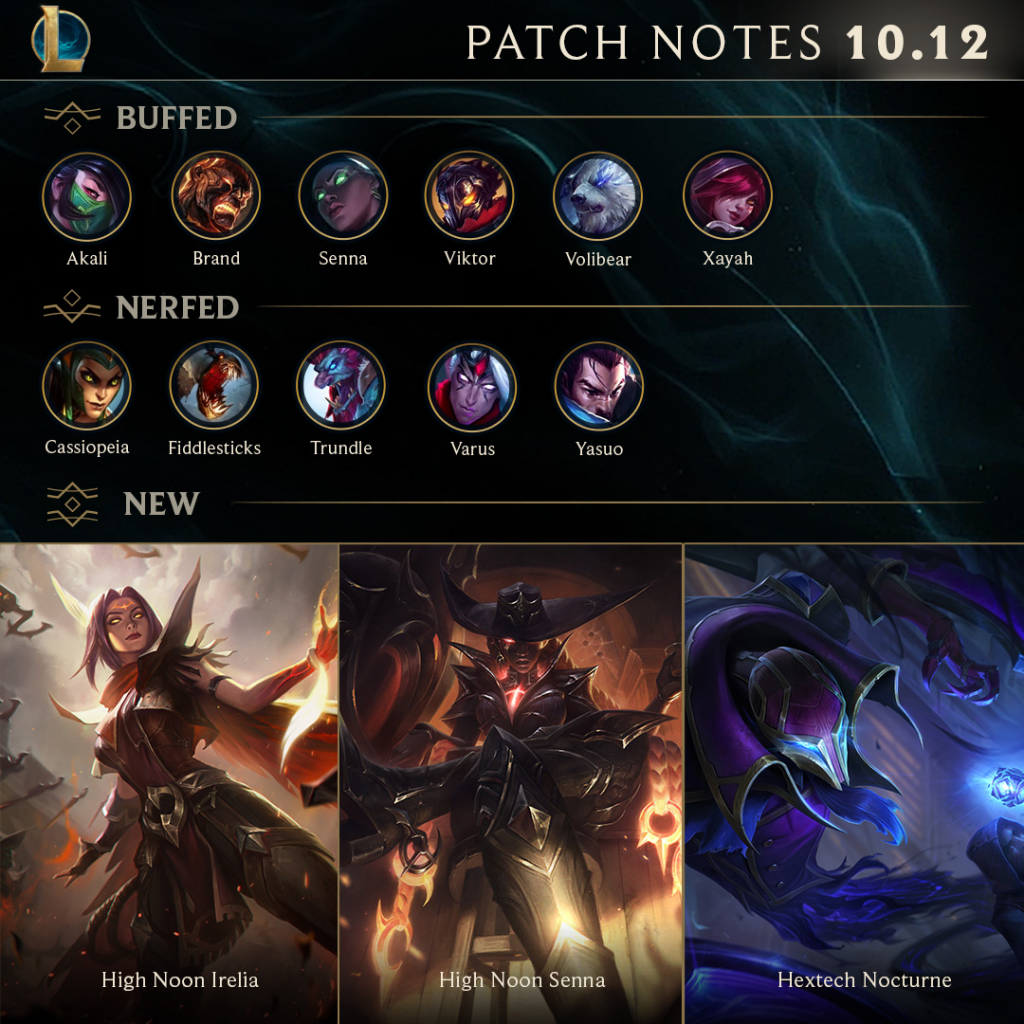 PATCH NOTES 10.12
BUFFED
Akali Brand Senna Viktor Volibear Xayah
NERFED
Cassiopeia Fiddlesticks Trundle Varus Yasuo
NEW
High Noon Irelia High Noon Senna Hextech Nocturne